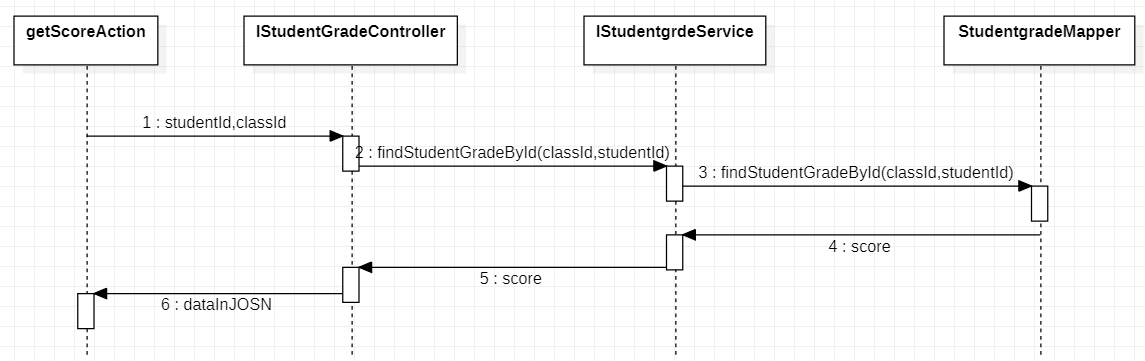 getScoreAction
IStudentGradeController
IStudentgrdeService
StudentgradeMapper
1 : studentId,classId
2 : findStudentGradeById(classId,studentId)
3 : findStudentGradeById(classId,studentId)
4 : score
5 : score
6 : dataInJOSN